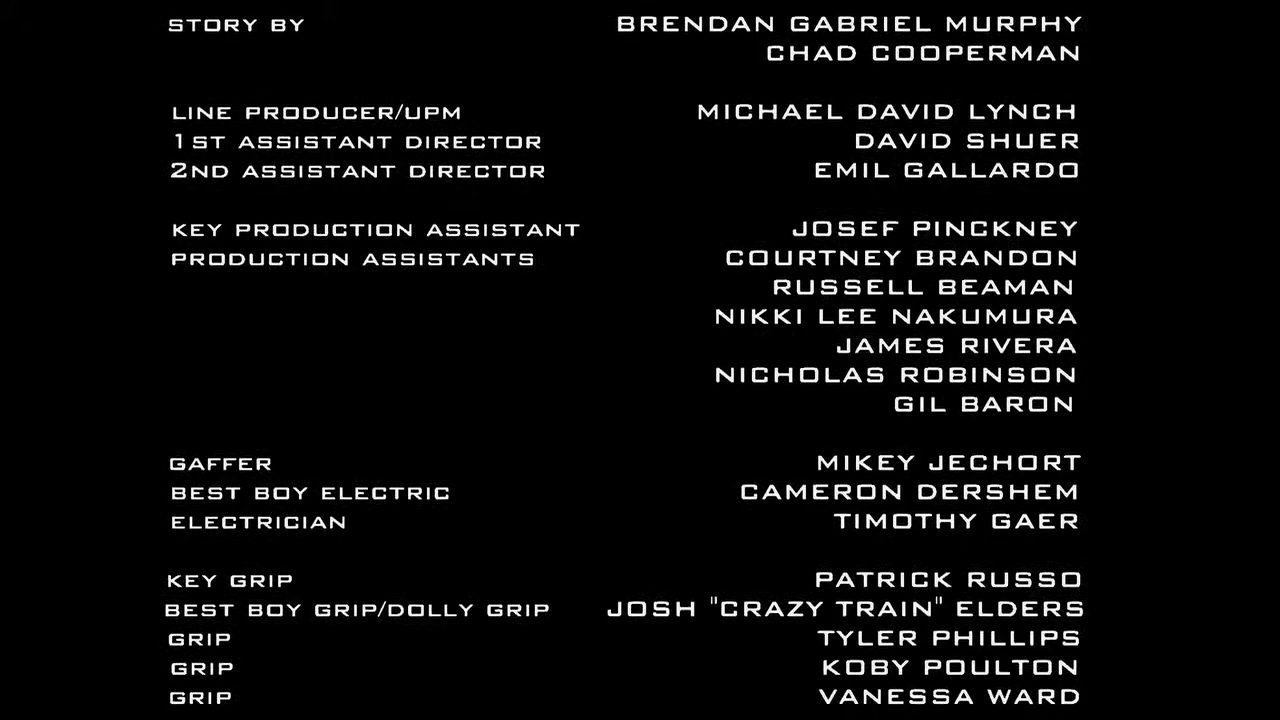 STORY BY BRENDAN GABRIEL MURPHY
CHAD COOPERMAN
LINE PRODUCER/UPM MICHAEL DAVID LYNCH
1ST ASSISTANT DIRECTOR DAVID SHUER
2ND ASSISTANT DIRECTOR EMIL GALLARDO
KEY PRODUCTION ASSISTANT JOSEF PINCKNEY
PRODUCTION ASSISTANTS COURTNEY BRANDON
RUSSELL BEAMAN
NIKKI LEE NAKUMURA
JAMES RIVERA
NICHOLAS ROBINSON
GIL BARON
GAFFER MIKEY JECHORT
BEST BOY ELECTRIC CAMERON DERSHEM
ELECTRICIAN TIMOTHY GAER
KEY GRIP PATRICK RUSSO
BEST BOY GRIP/DOLLY GRIP JOSH "CRAZY TRAIN" ELDERS
GRIP TYLER PHILLIPS
GRIP KOBY POULTON
GRIP VANESSA WARD